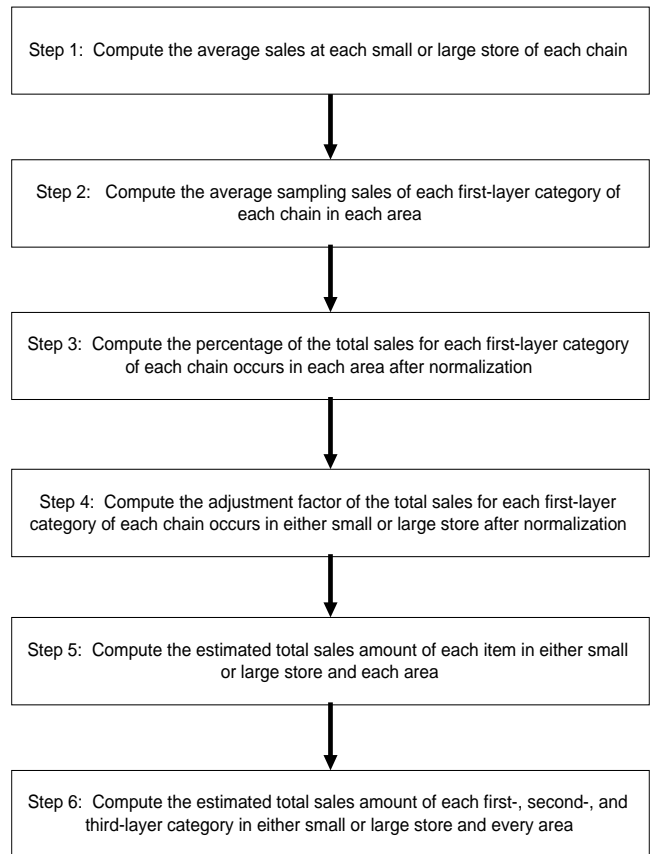 Step 1: Compute the average sales at each small or large store of each chain
Step 2: Compute the average sampling sales of each first-layer category of
each chain in each area
Step 3: Compute the percentage of the total sales for each first-layer category
of each chain occurs in each area after normalization
Step 4: Compute the adjustment factor of the total sales for each first-layer
category of each chain occurs in either small or large store after normalization
Step 5: Compute the estimated total sales amount of each item in either small
or large store and each area
Step 6: Compute the estimated total sales amount of each first-, second-, and
third-layer category in either small or large store and every area